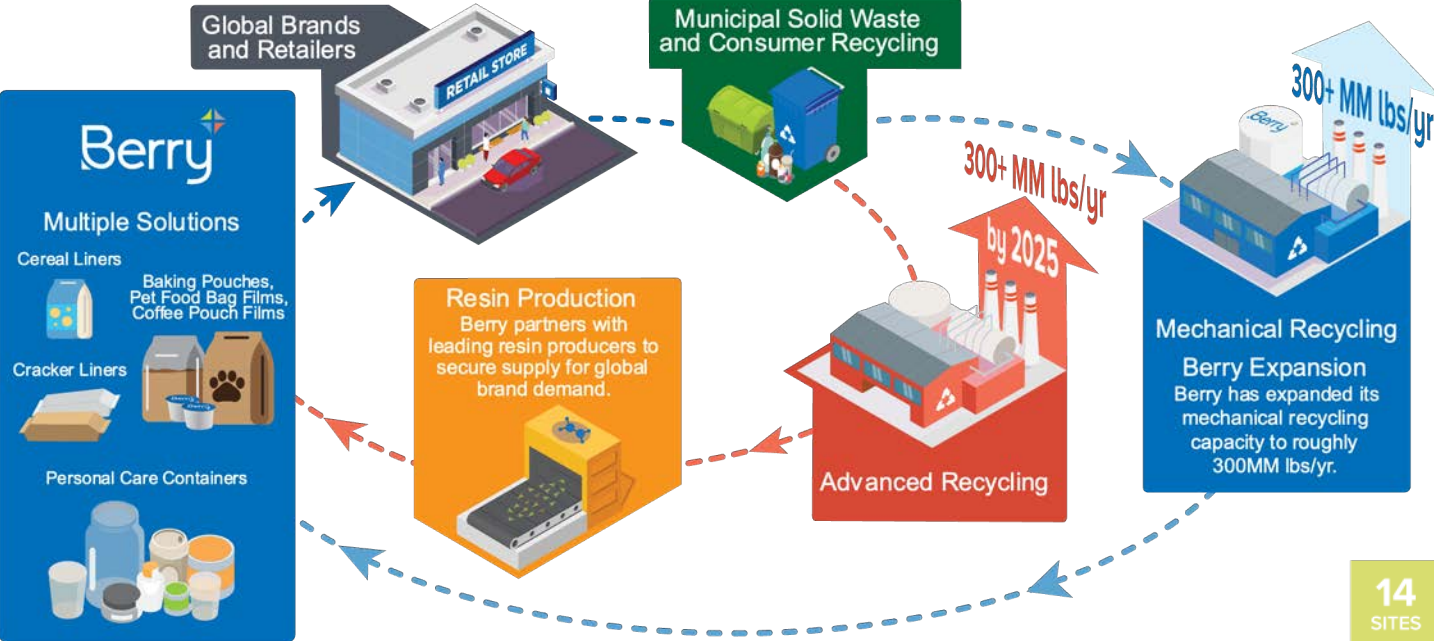 Berry
Multiple Solutions
Cereal Liners
Baking Pouches,
Pet Food Bag Films,
Coffee Pouch Films
Cracker Liners
Berry
Berry
Personal Care Containers
Global Brands
and Retailers
RETAIL STORE
Municipal Solid Waste
and Consumer Recycling
300+ MM lbs/yr
Berry
Mechanical Recycling
Berry Expansion
Berry has expanded its
mechanical recycling
capacity to roughly
300MM lbs/yr.
300+ MM lbs/yr
by 2025
Advanced Recycling
Resin Production
Berry partners with
leading resin producers to
secure supply for global
brand demand.
14
SITES